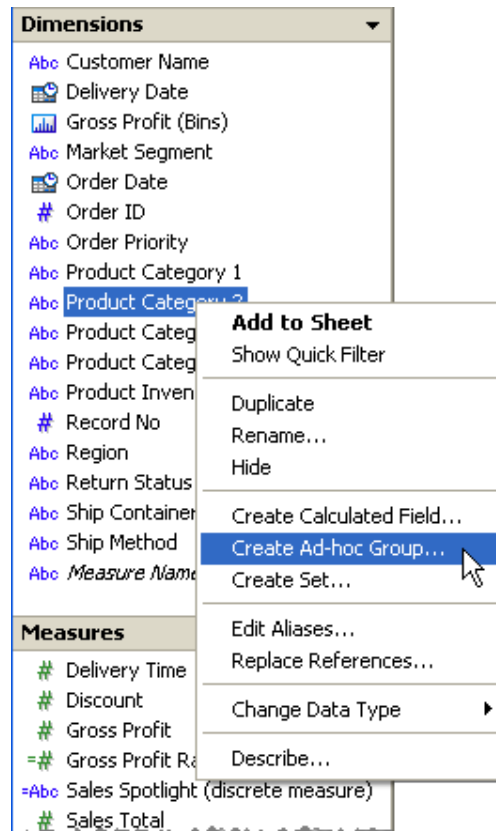 Dimensions
Abc Customer Name
Delivery Date
Gross Profit (Bins)
Abc Market Segment
Order Date
# Order ID
Abc Order Priority
Abc Product Category 1
Abc Product Category 2
Abc Product Categ
Abc Product Categ
Abc Product Inven
# Record No
Abc Region
Abc Return Status
Abc Ship Container
Abc Ship Method
Abc Measure Name
Measures
# Delivery Time
# Discount
# Gross Profit
=# Gross Profit Ra
=Abc Sales Spotlight (discrete measure)
# Sales Total
Add to Sheet
Show Quick Filter
Duplicate
Rename...
Hide
Create Calculated Field...
Create Ad-hoc Group...
Create Set...
Edit Aliases...
Replace References...
Change Data Type
Describe...